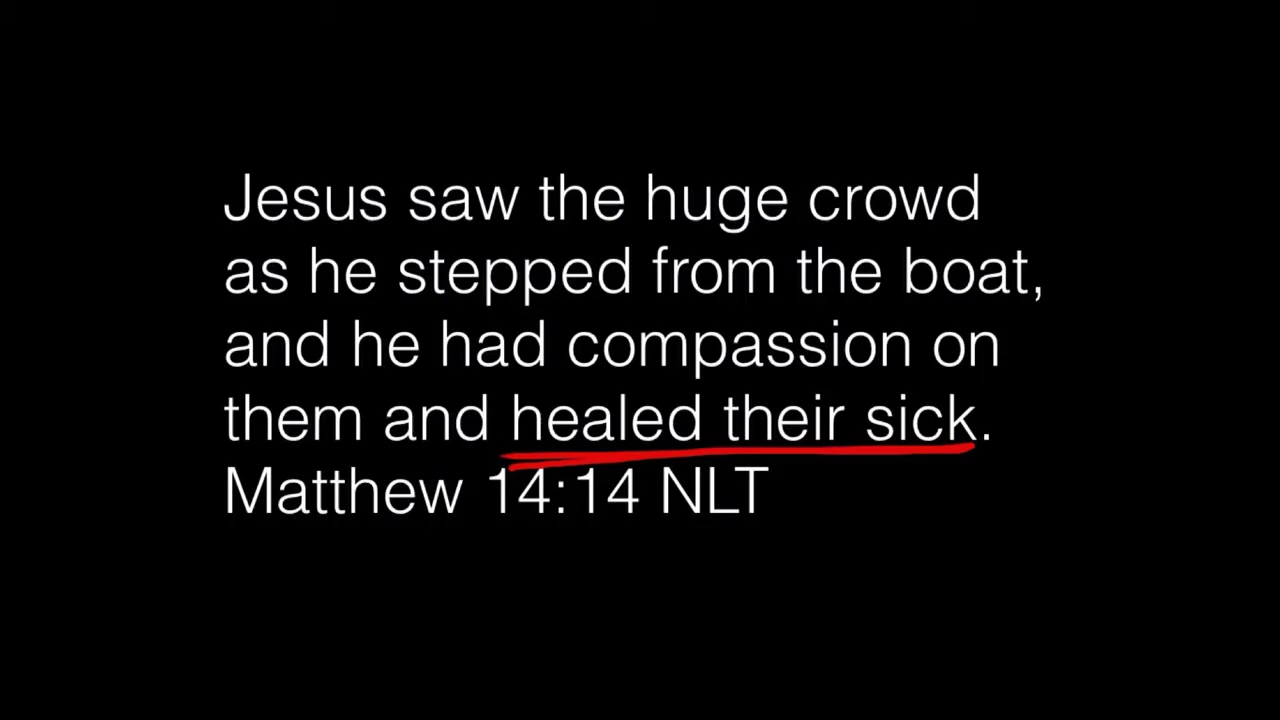 Jesus saw the huge crowd
as he stepped from the boat,
and he had compassion on
them and healed their sick.
Matthew 14:14 NLT